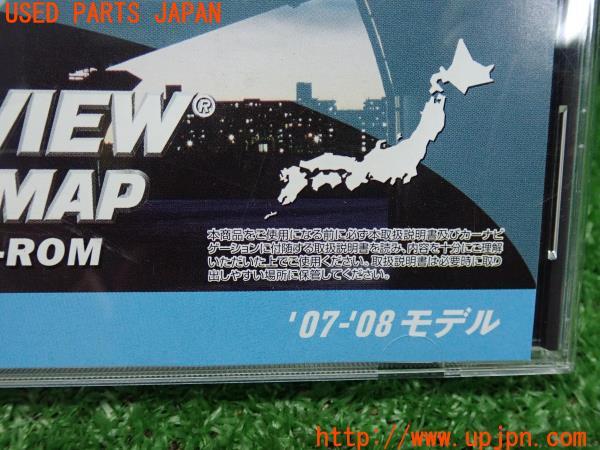 USED PARTS JAPAN
VIEW®
MAP
-ROM
本商品をご使用になる前に必ず本取扱説明書及びカーナビ
ゲーションに付随する取扱説明書を読み、内容を十分にご理解
いただいた上でご使用ください。取扱説明書は必要時に取り
出しやすい場所に保管してください。
'07-'08 モデル
http://www.upjpn.com/